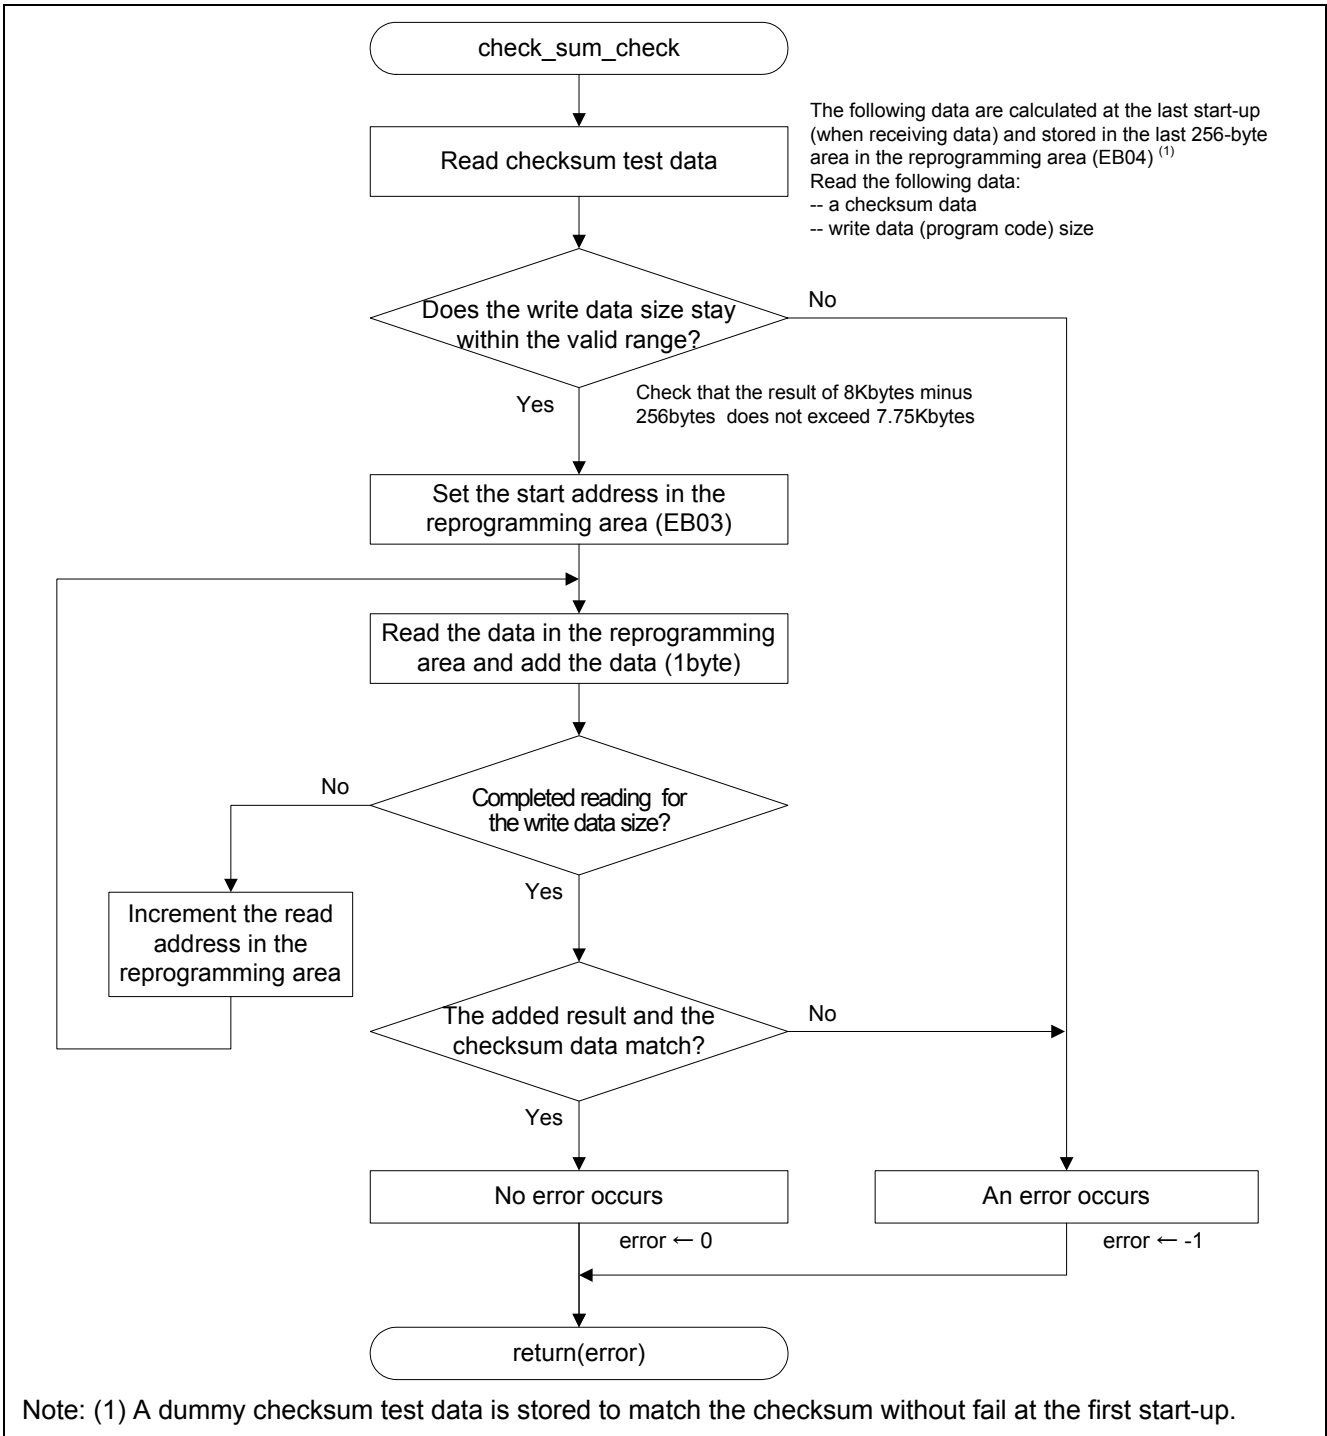 check_sum_check
Read checksum test data
The following data are calculated at the last start-up
(when receiving data) and stored in the last 256-byte
area in the reprogramming area (EB04) (1)
Read the following data:
-- a checksum data
-- write data (program code) size
Does the write data size stay
within the valid range?
No
Yes
Check that the result of 8Kbytes minus
256bytes  does not exceed 7.75Kbytes
Set the start address in the
reprogramming area (EB03)
Read the data in the reprogramming
area and add the data (1byte)
No
Completed reading  for
the write data size?
Yes
Increment the read
address in the
reprogramming area
The added result and the
checksum data match?
No
Yes
No error occurs
An error occurs
error ← 0
error ← -1
return(error)
Note: (1) A dummy checksum test data is stored to match the checksum without fail at the first start-up.